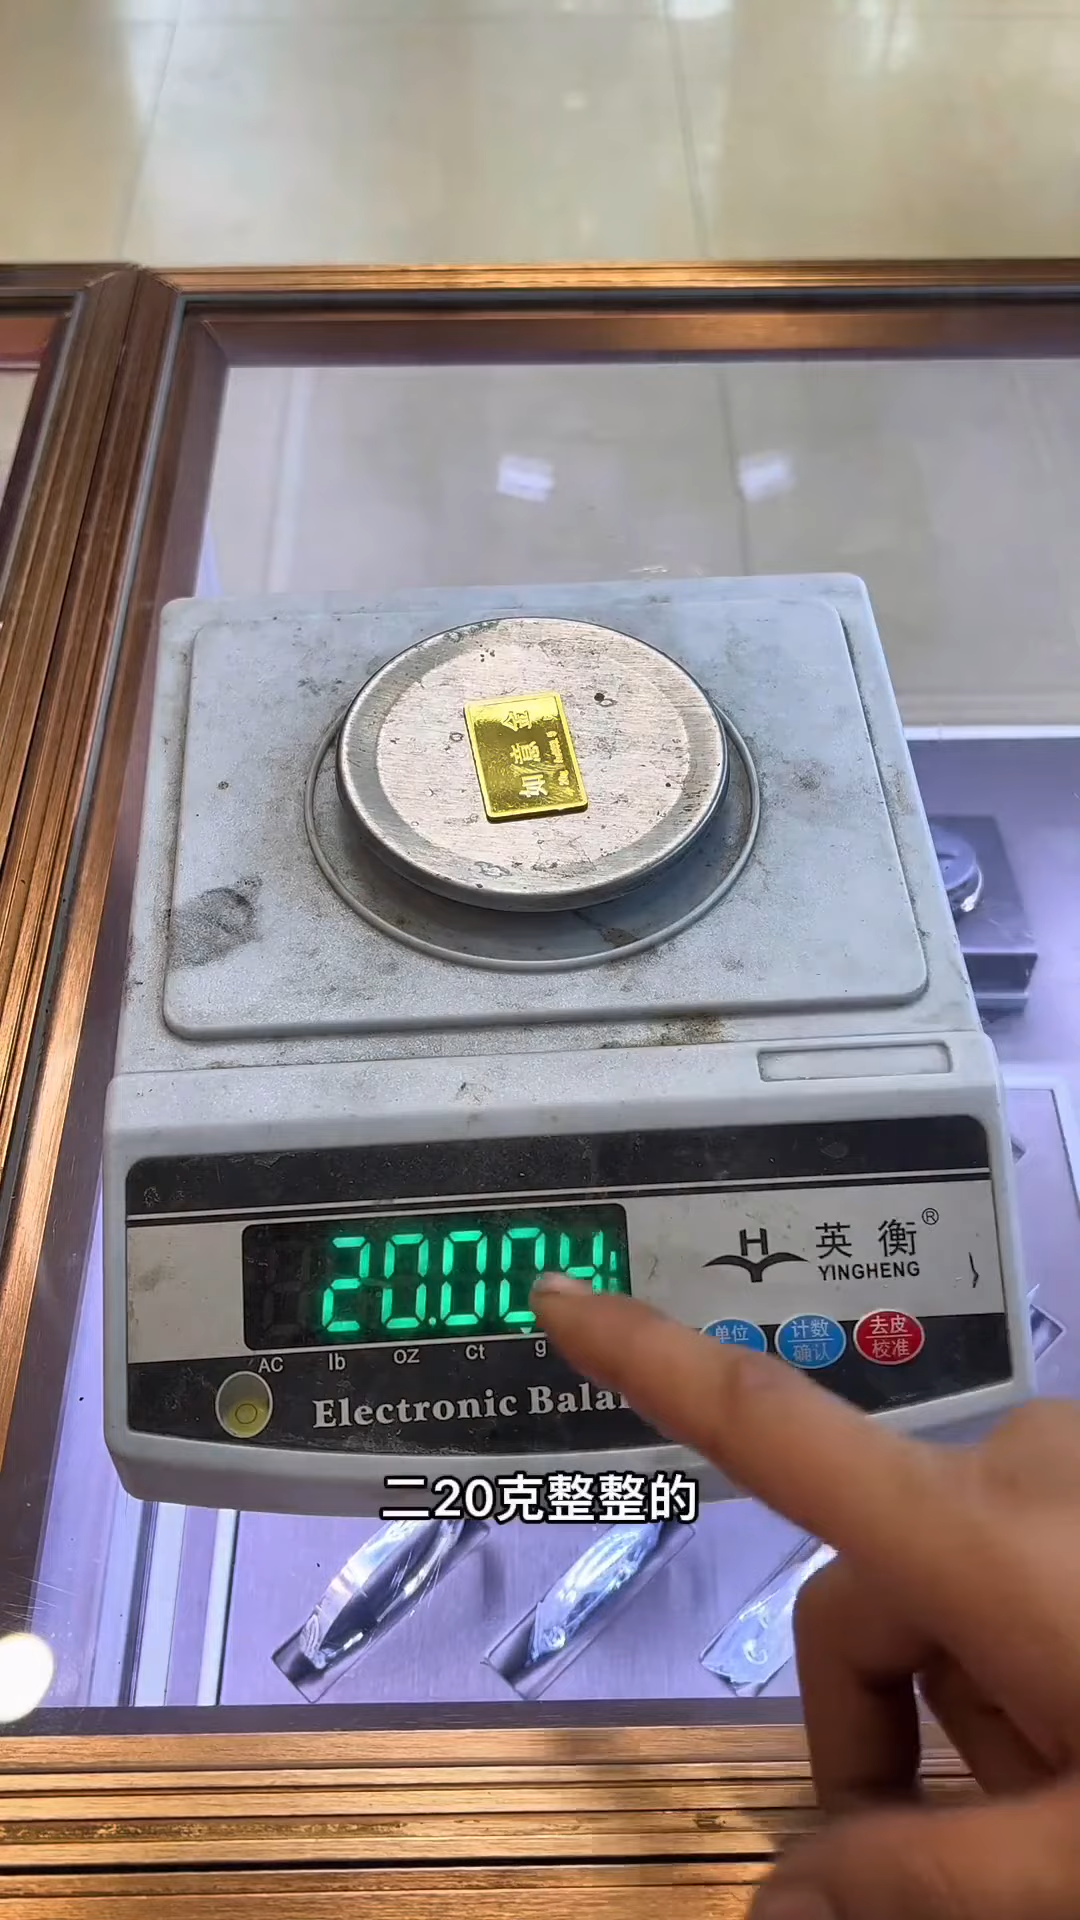 如意金
20.004
英衡®
YINGHENG
单位
计数
确认
去皮
校准
AC lb oz ct g
Electronic Bala
二20克整整的